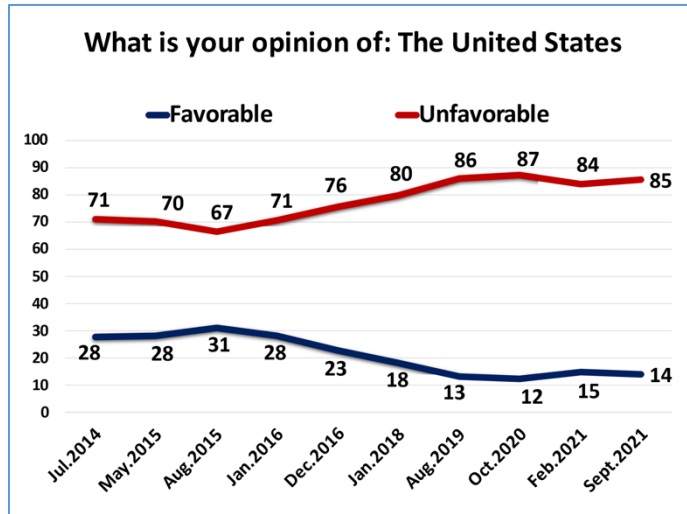 What is your opinion of: The United States
Favorable Unfavorable
100
90
80
70
60
50
40
30
20
10
0
71 70 67 71 76 80 86 87 84 85
28 28 31 28 23 18 13 12 15 14
Jul.2014 May.2015 Aug.2015 Jan.2016 Dec.2016 Jan.2018 Aug.2019 Oct.2020 Feb.2021 Sept.2021